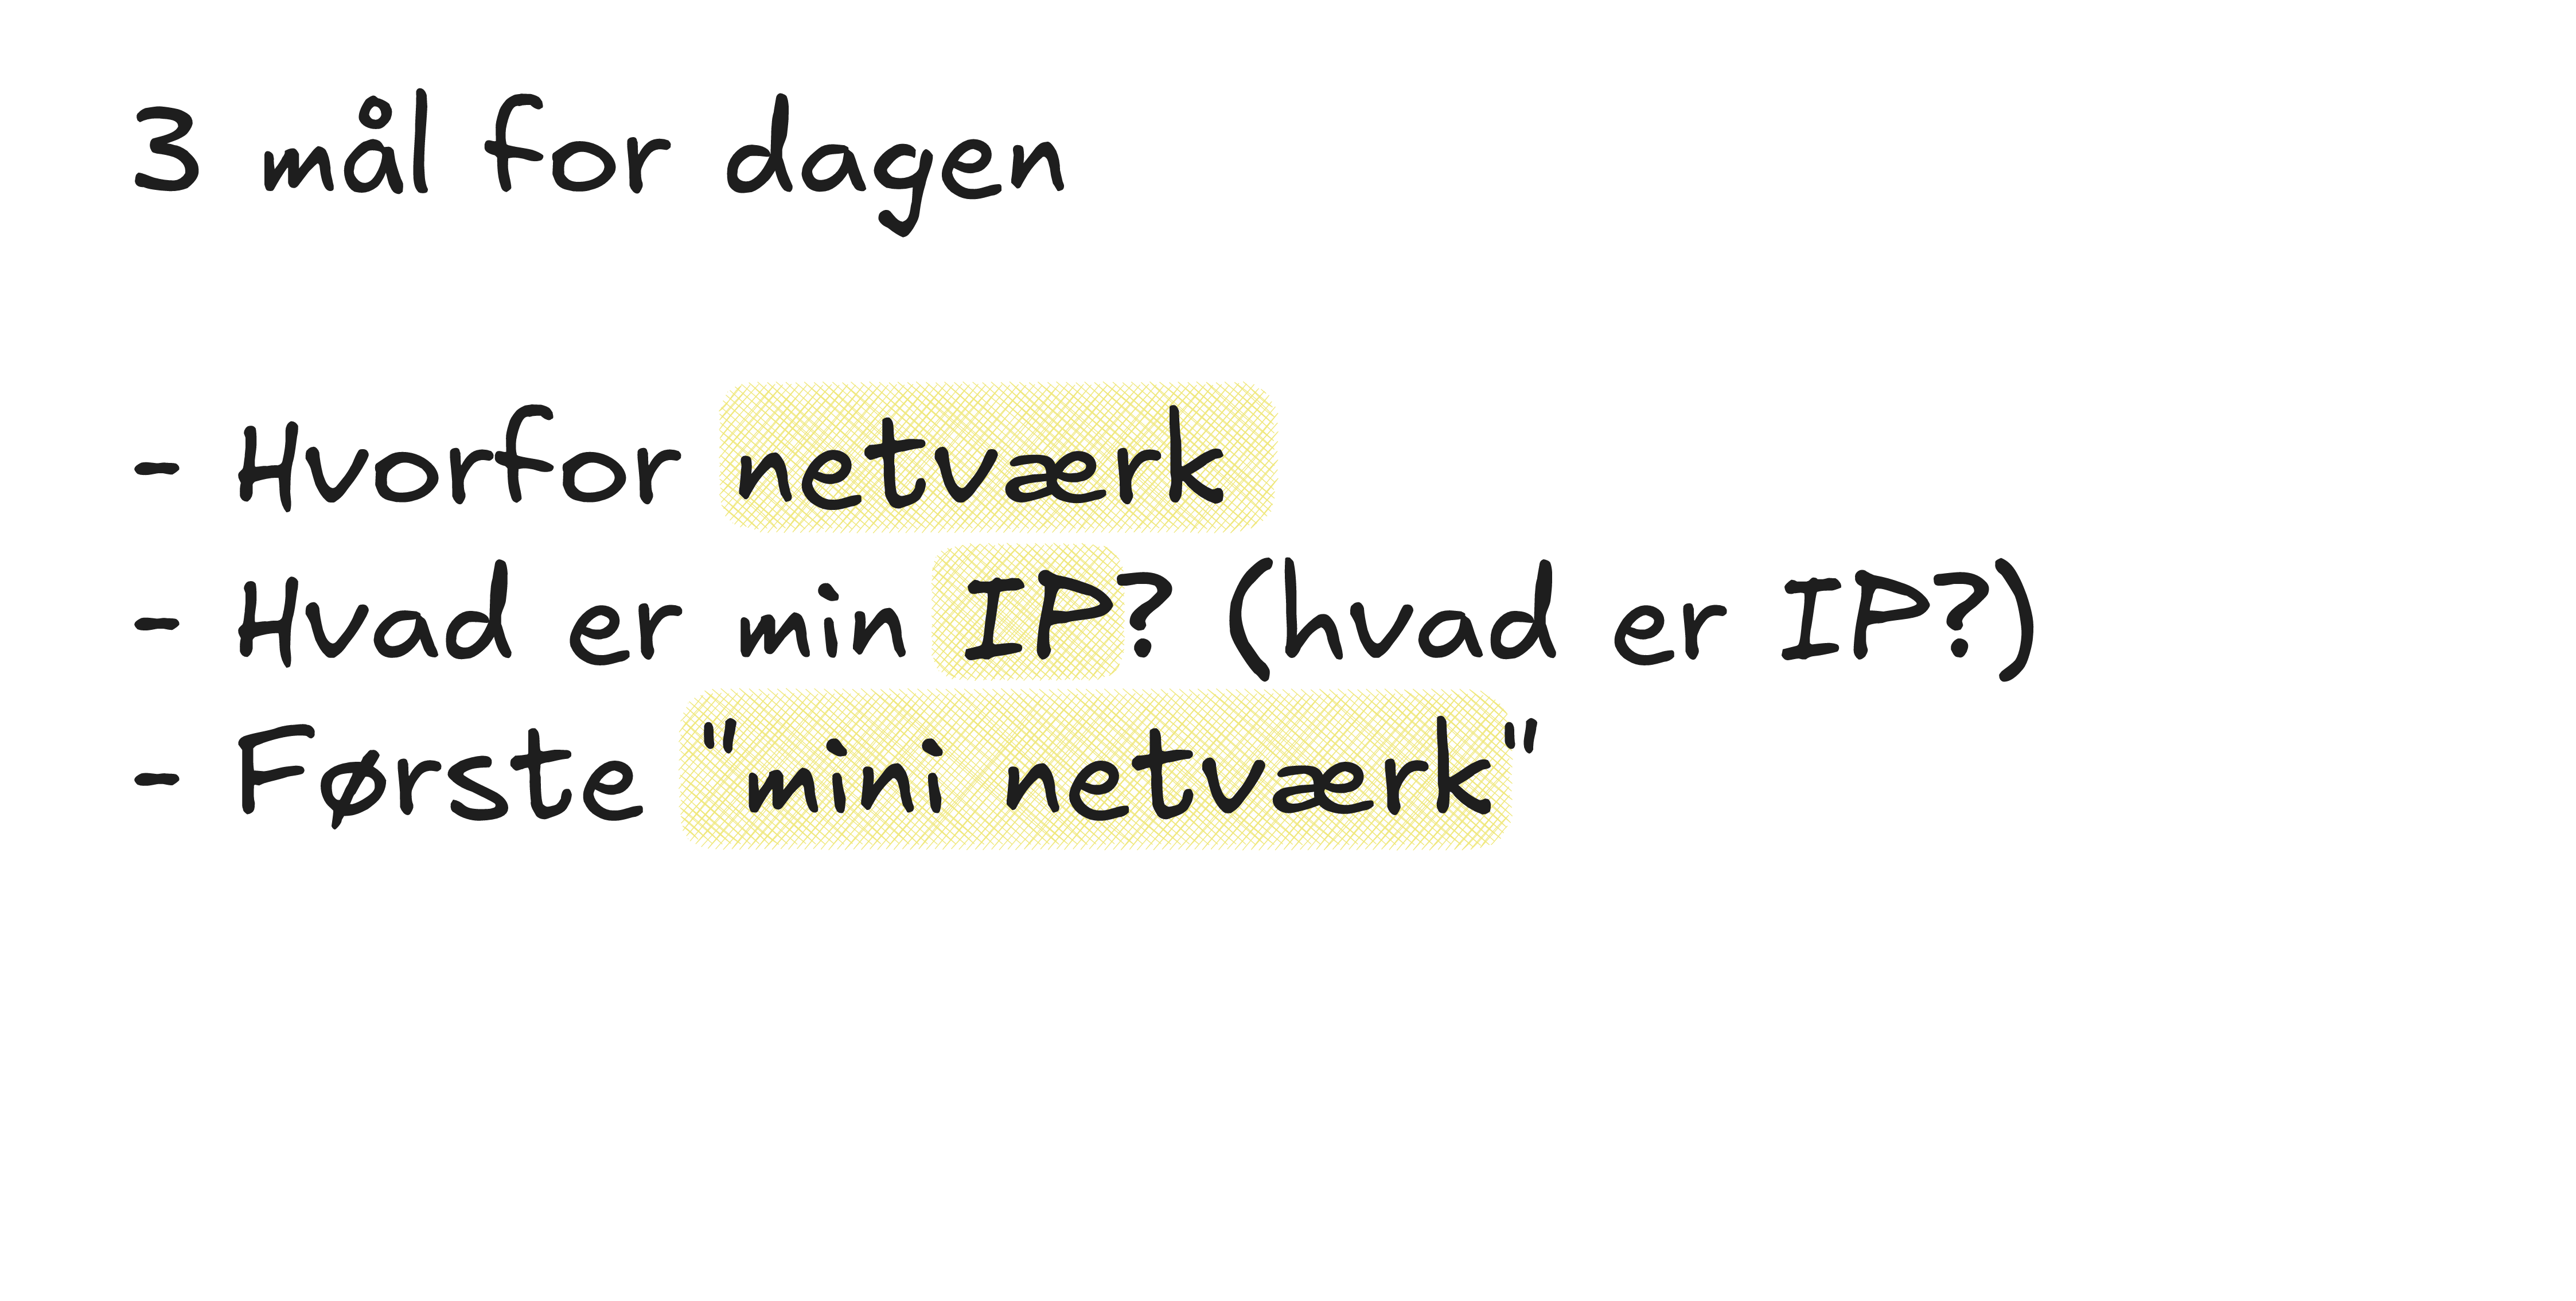 3 mål for dagen
- Hvorfor netværk
- Hvad er min IP? (hvad er IP?)
- Første "mini netværk"